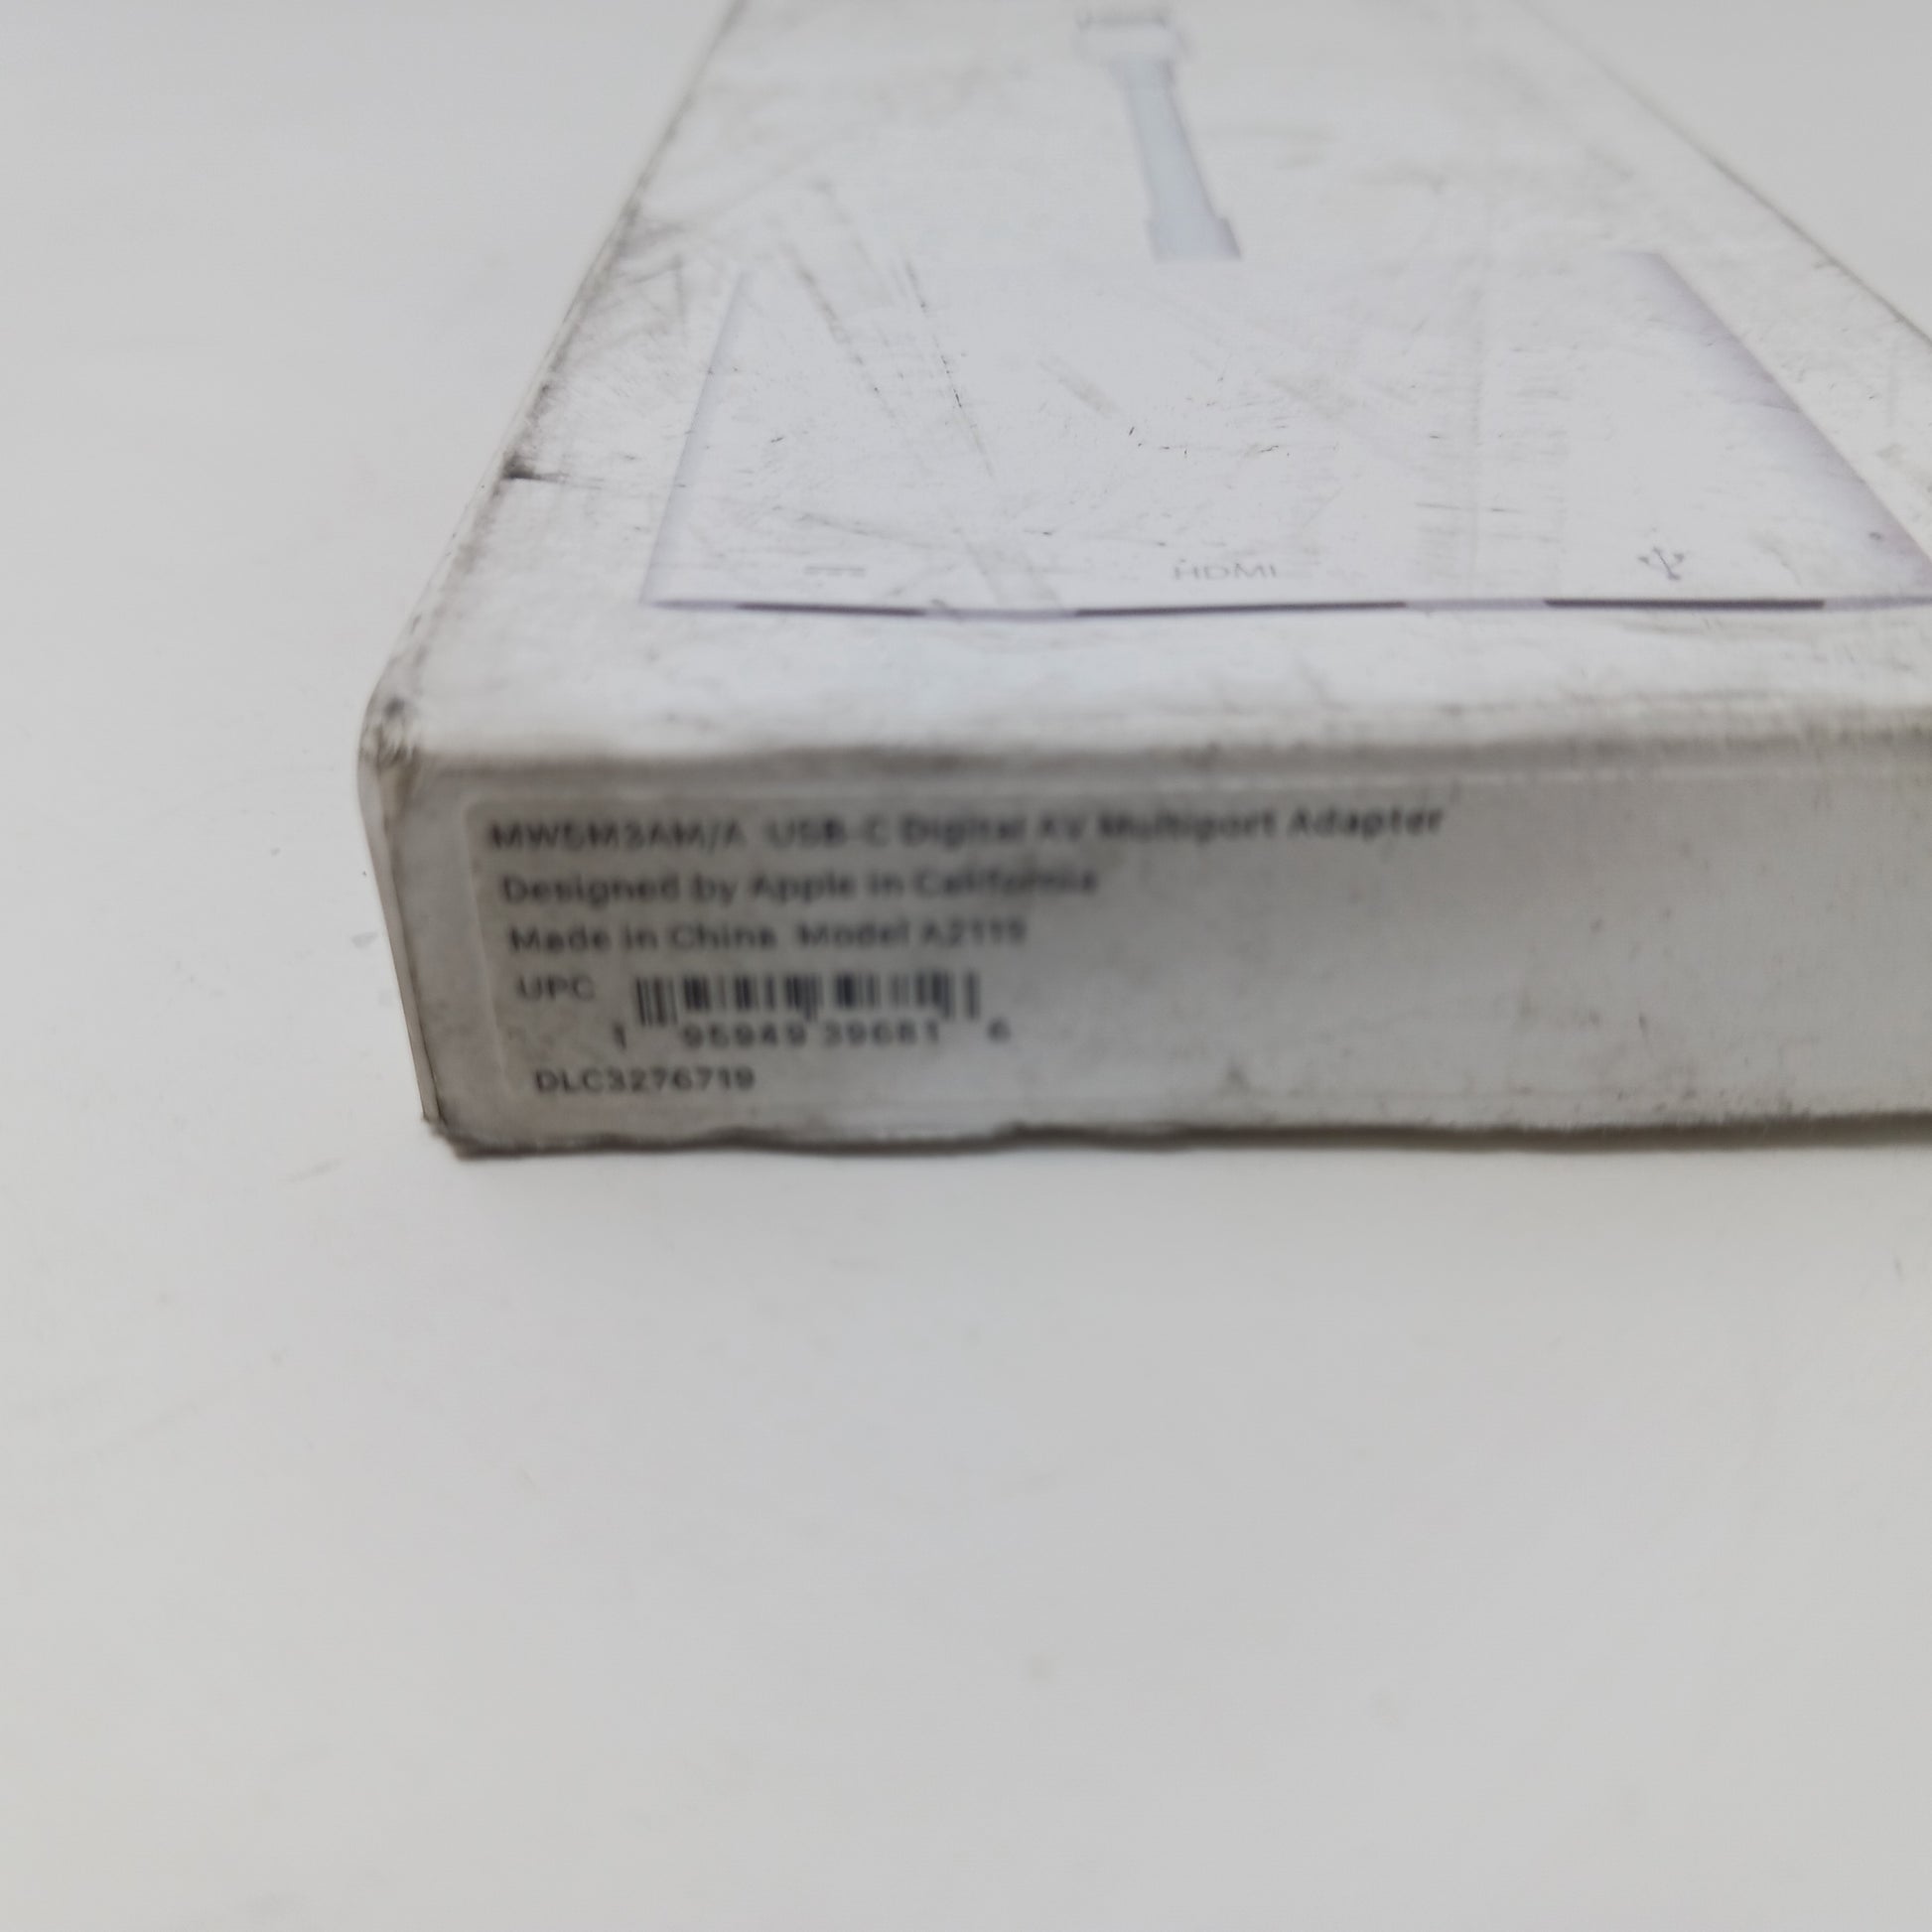 HDMI
MW5M3AM/A USB-C Digital AV Multiport Adapter
Designed by Apple in California
Made in China Model A2119
UPC
1 95949 39681 6
DLC3276719